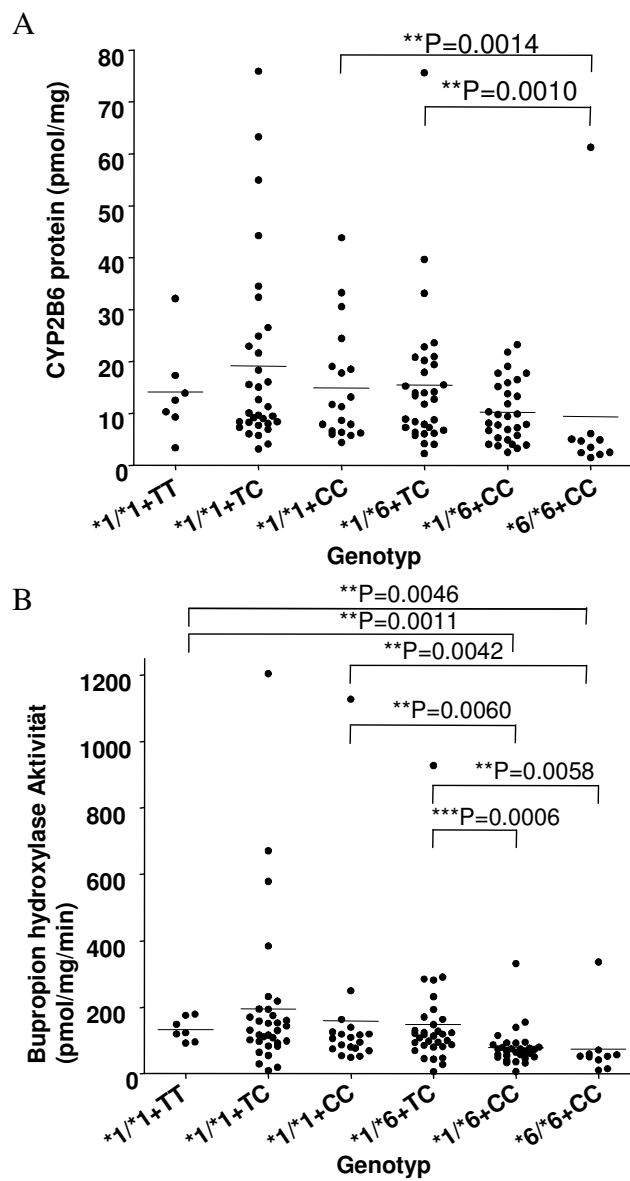 A
**P=0.0014
**P=0.0010
CYP2B6 protein (pmol/mg)
80
70
60
50
40
30
20
10
0
*1/*1+TT
*1/*1+TC
*1/*1+CC
*1/*6+TC
*1/*6+CC
*6/*6+CC
Genotyp
B
**P=0.0046
**P=0.0011
**P=0.0042
**P=0.0060
**P=0.0058
***P=0.0006
Bupropion hydroxylase Aktivität
(pmol/mg/min)
1200
1000
800
600
400
200
0
*1/*1+TT
*1/*1+TC
*1/*1+CC
*1/*6+TC
*1/*6+CC
*6/*6+CC
Genotyp